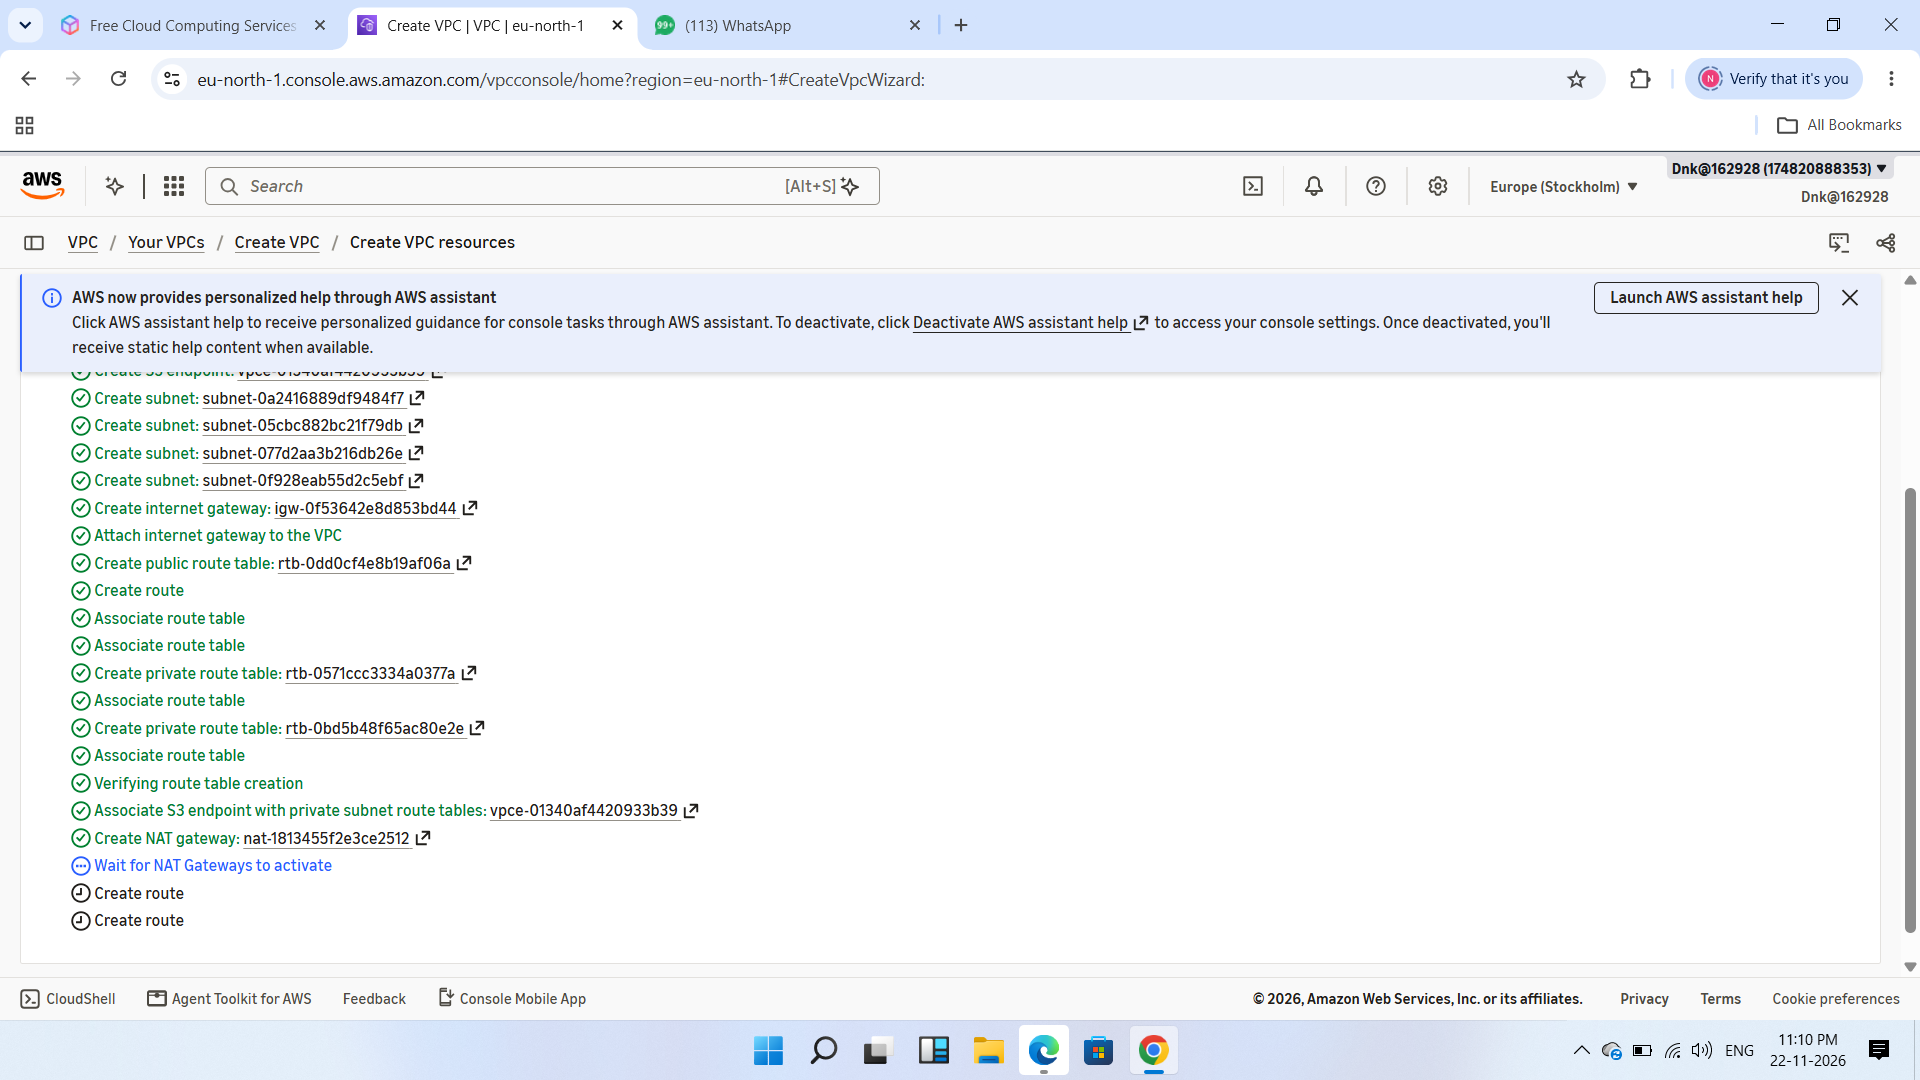 Free Cloud Computing Services
Create VPC | VPC | eu-north-1
99+
(113) WhatsApp
eu-north-1.console.aws.amazon.com/vpcconsole/home?region=eu-north-1#CreateVpcWizard:
N
Verify that it's you
All Bookmarks
aws
Search
[Alt+S]
Europe (Stockholm)
Dnk@162928 (174820888353)
Dnk@162928
VPC / Your VPCs / Create VPC / Create VPC resources
AWS now provides personalized help through AWS assistant
Click AWS assistant help to receive personalized guidance for console tasks through AWS assistant. To deactivate, click Deactivate AWS assistant help to access your console settings. Once deactivated, you'll
receive static help content when available.
Launch AWS assistant help
Create S3 endpoint: vpce-01340af4420933b39
Create subnet: subnet-0a2416889df9484f7
Create subnet: subnet-05cbc882bc21f79db
Create subnet: subnet-077d2aa3b216db26e
Create subnet: subnet-0f928eab55d2c5ebf
Create internet gateway: igw-0f53642e8d853bd44
Attach internet gateway to the VPC
Create public route table: rtb-0dd0cf4e8b19af06a
Create route
Associate route table
Associate route table
Create private route table: rtb-0571ccc3334a0377a
Associate route table
Create private route table: rtb-0bd5b48f65ac80e2e
Associate route table
Verifying route table creation
Associate S3 endpoint with private subnet route tables: vpce-01340af4420933b39
Create NAT gateway: nat-1813455f2e3ce2512
Wait for NAT Gateways to activate
Create route
Create route
CloudShell
Agent Toolkit for AWS
Feedback
Console Mobile App
© 2026, Amazon Web Services, Inc. or its affiliates.
Privacy
Terms
Cookie preferences
ENG
11:10 PM
22-11-2026